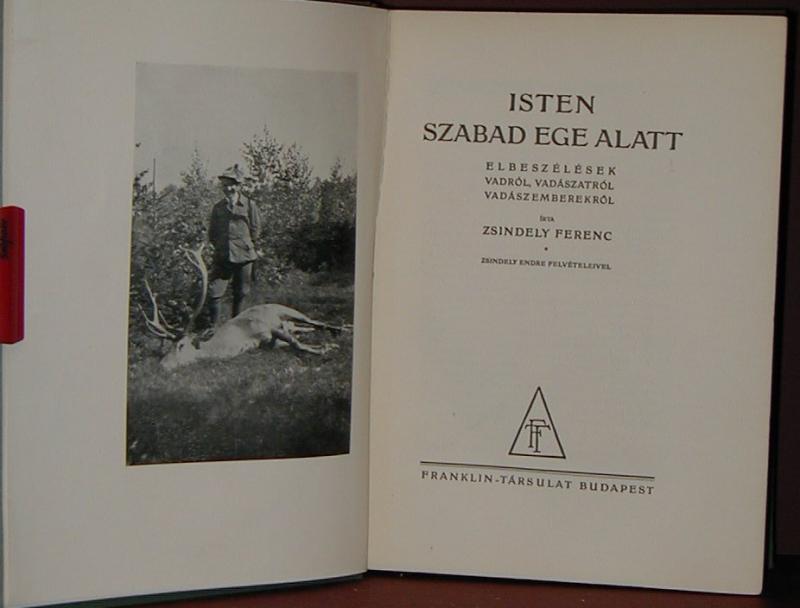 ISTEN
SZABAD EGE ALATT
ELBESZÉLÉSEK
VADRÓL, VADÁSZATRÓL
VADÁSZEMBEREKRŐL
ÍRTA
ZSINDELY FERENC
*
ZSINDELY ENDRE FELVÉTELEIVEL
FT
FRANKLIN-TÁRSULAT BUDAPEST